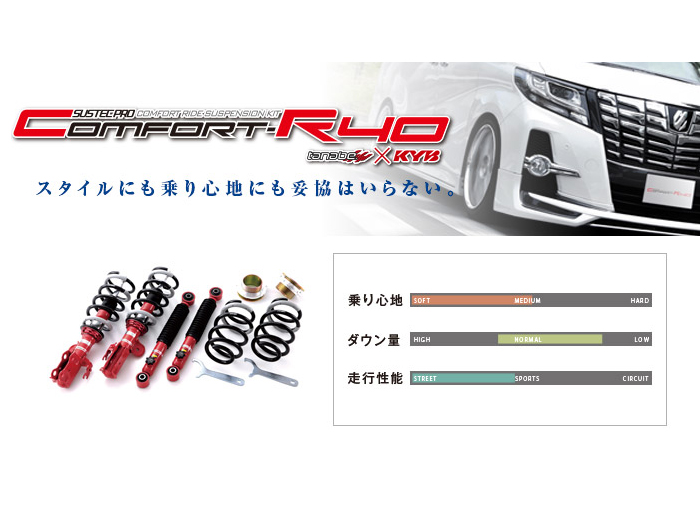 SUSTEC PRO COMFORT RIDE-SUSPENSION KIT
COMFORT-R40
tanabe × KYB
スタイルにも乗り心地にも妥協はいらない。
乗り心地 SOFT MEDIUM HARD
ダウン量 HIGH NORMAL LOW
走行性能 STREET SPORTS CIRCUIT